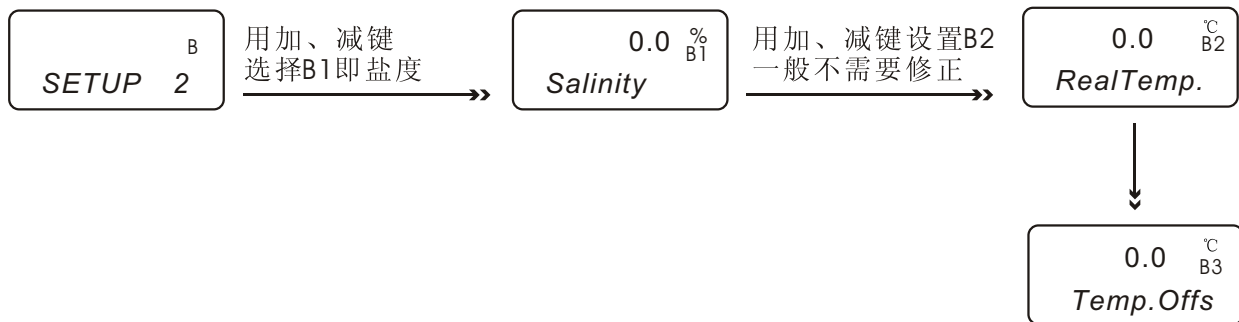 B
SETUP 2
用加、减键
选择B1即盐度
0.0 %
B1
Salinity
用加、减键设置B2
一般不需要修正
0.0 ℃
B2
RealTemp.
0.0 ℃
B3
Temp.Offs